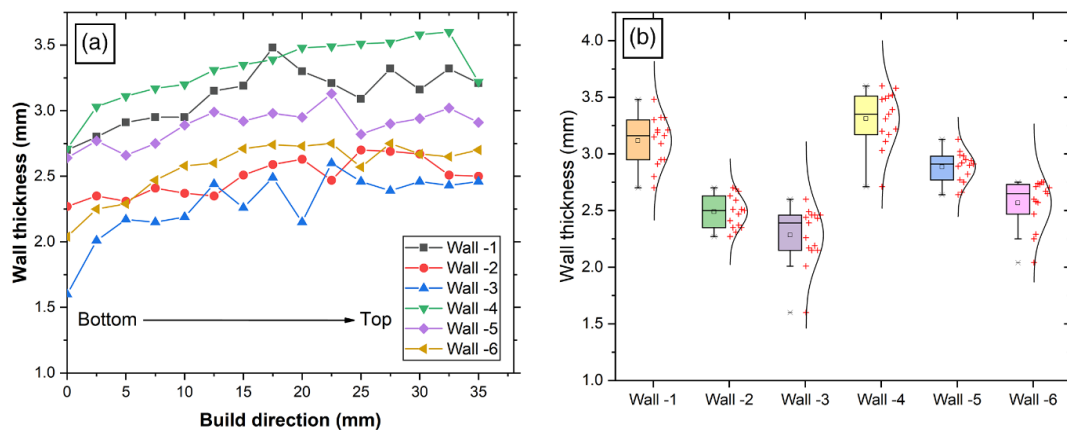 (a)
Wall thickness (mm)
3.5
3.0
2.5
2.0
1.5
1.0
Bottom
Top
Wall -1
Wall -2
Wall -3
Wall -4
Wall -5
Wall -6
0
5
10
15
20
25
30
35
Build direction (mm)
(b)
Wall thickness (mm)
4.0
3.5
3.0
2.5
2.0
1.5
1.0
Wall -1
Wall -2
Wall -3
Wall -4
Wall -5
Wall -6